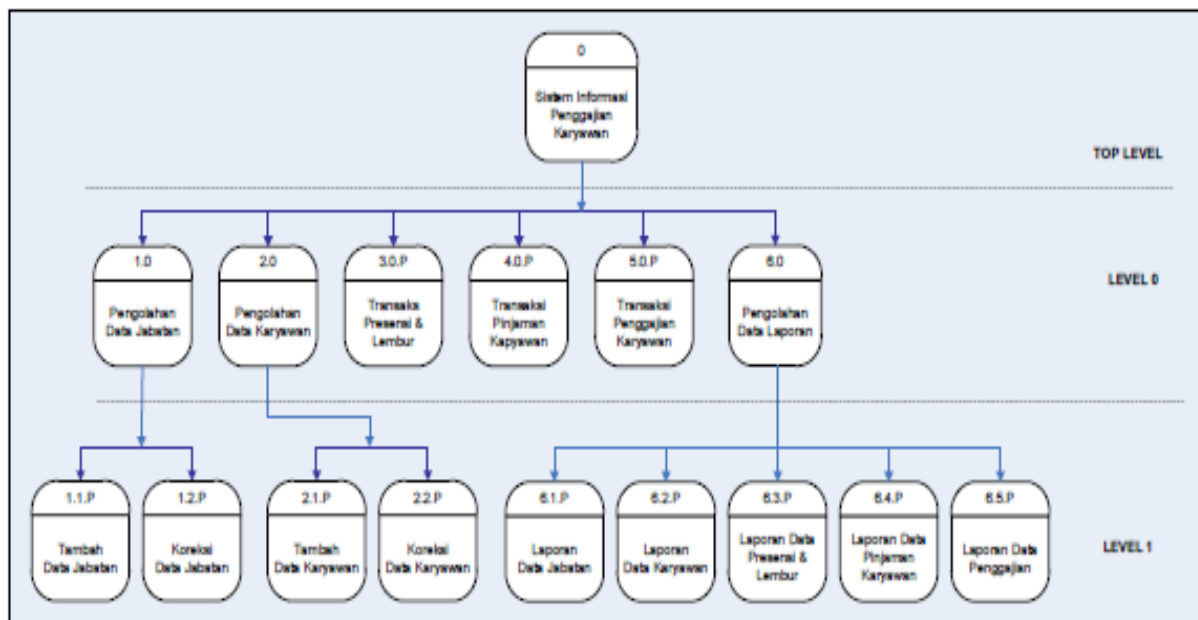 0
Sistem Informasi
Penggajian
Karyawan
TOP LEVEL
1.0
Pengolahan
Data Jabatan
2.0
Pengolahan
Data Karyawan
3.0.P
Transaks
Presensi &
Lembur
4.0.P
Transaksi
Pinjaman
Kapyawan
5.0.P
Transaksi
Penggajian
Karyawan
6.0
Pengolahan
Data Laporan
LEVEL 0
1.1.P
Tambah
Data Jabatan
1.2.P
Koreksi
Data Jabatan
2.1.P
Tambah
Data Karyawan
2.2.P
Koreksi
Data Karyawan
6.1.P
Laporan
Data Jabatan
6.2.P
Laporan
Data Karyawan
6.3.P
Laporan Data
Presensi &
Lembur
6.4.P
Laporan Data
Pinjaman
Karyawan
6.5.P
Laporan Data
Penggajian
LEVEL 1